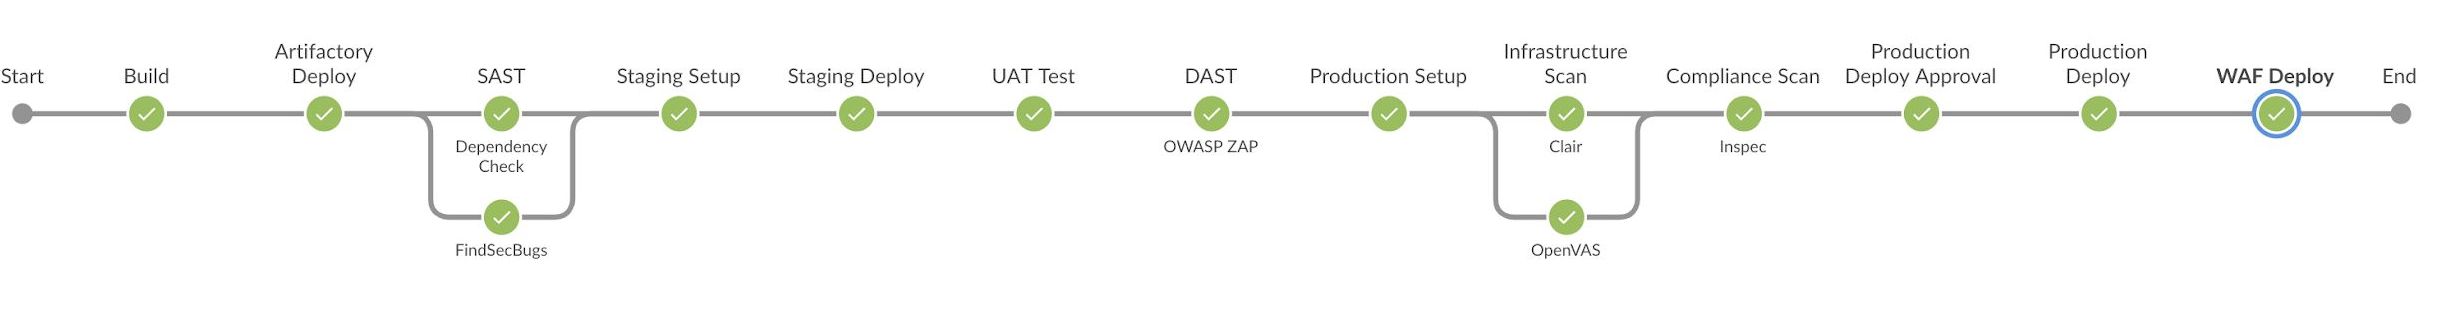 Start
Build
Artifactory
Deploy
SAST
Dependency
Check
FindSecBugs
Staging Setup
Staging Deploy
UAT Test
DAST
OWASP ZAP
Production Setup
Infrastructure
Scan
Clair
OpenVAS
Compliance Scan
Inspec
Production
Deploy Approval
Production
Deploy
WAF Deploy
End